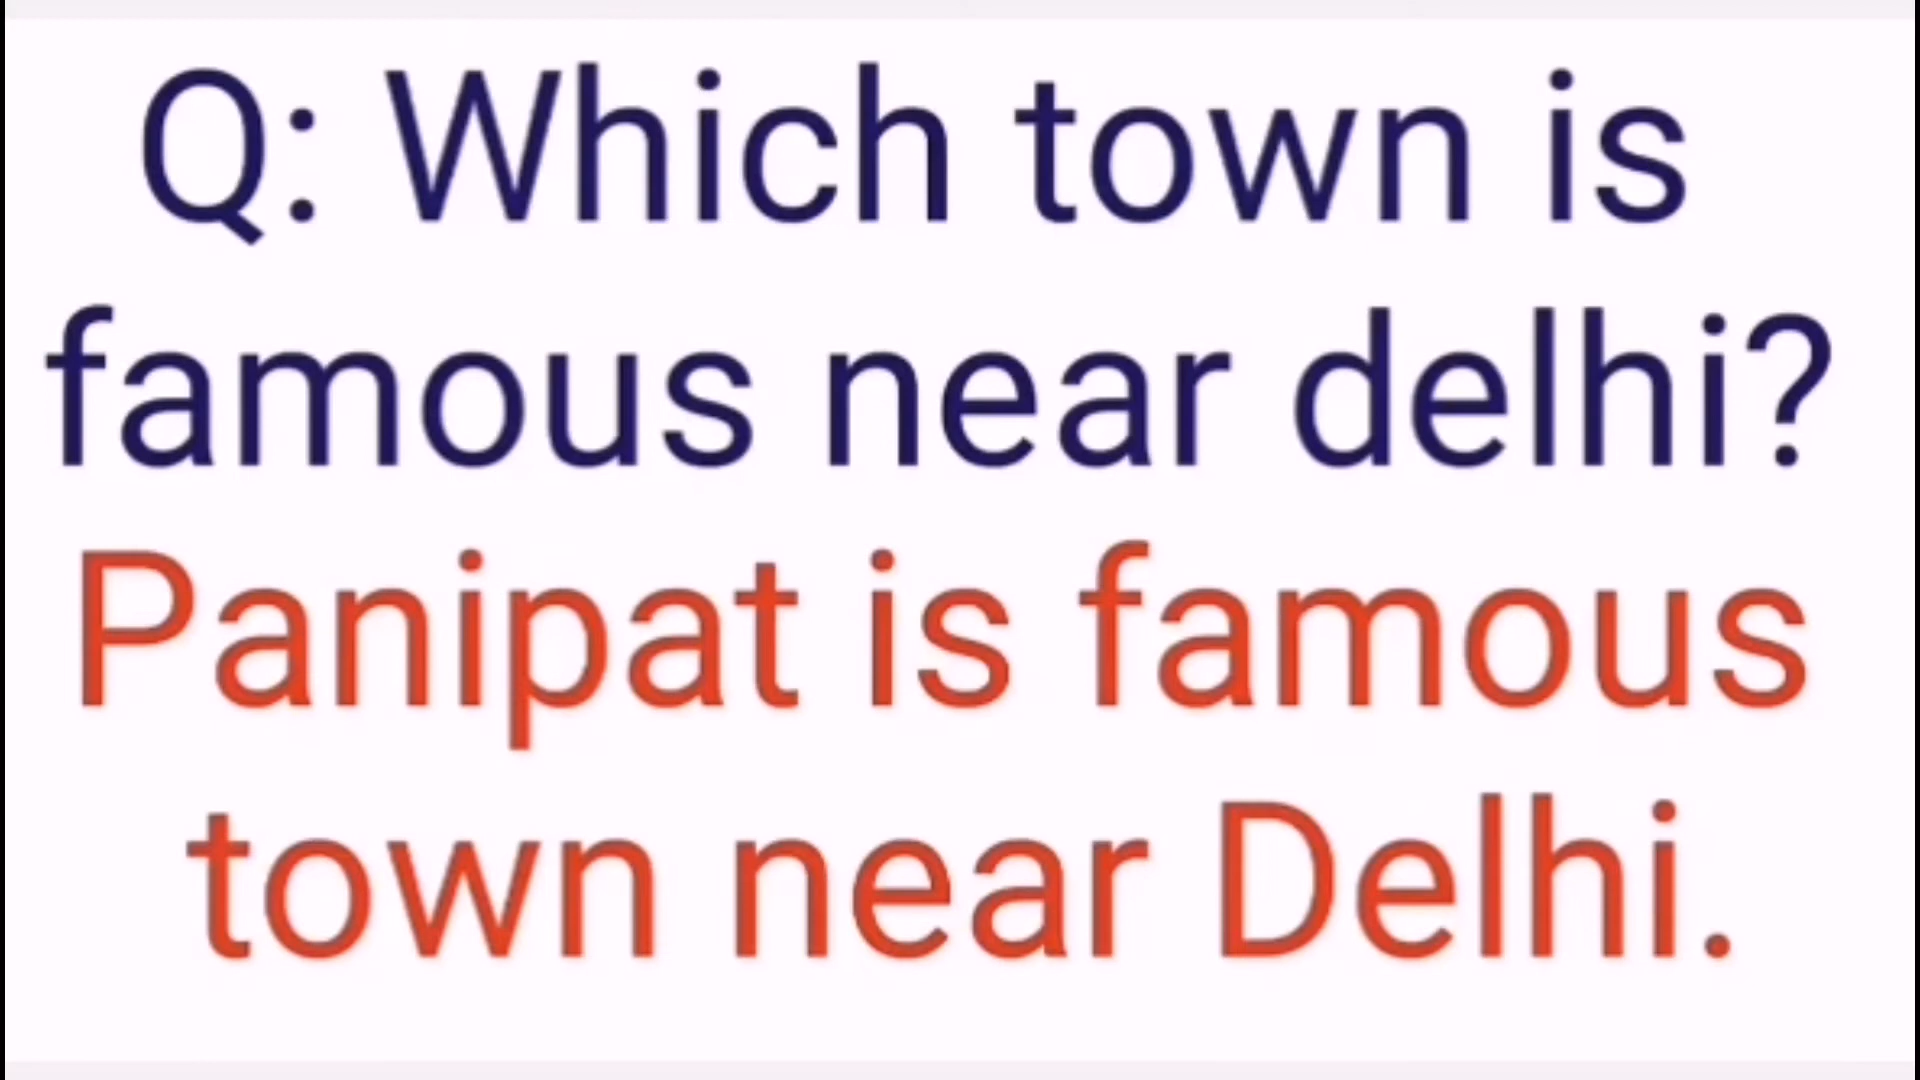 Q: Which town is
famous near delhi?
Panipat is famous
town near Delhi.